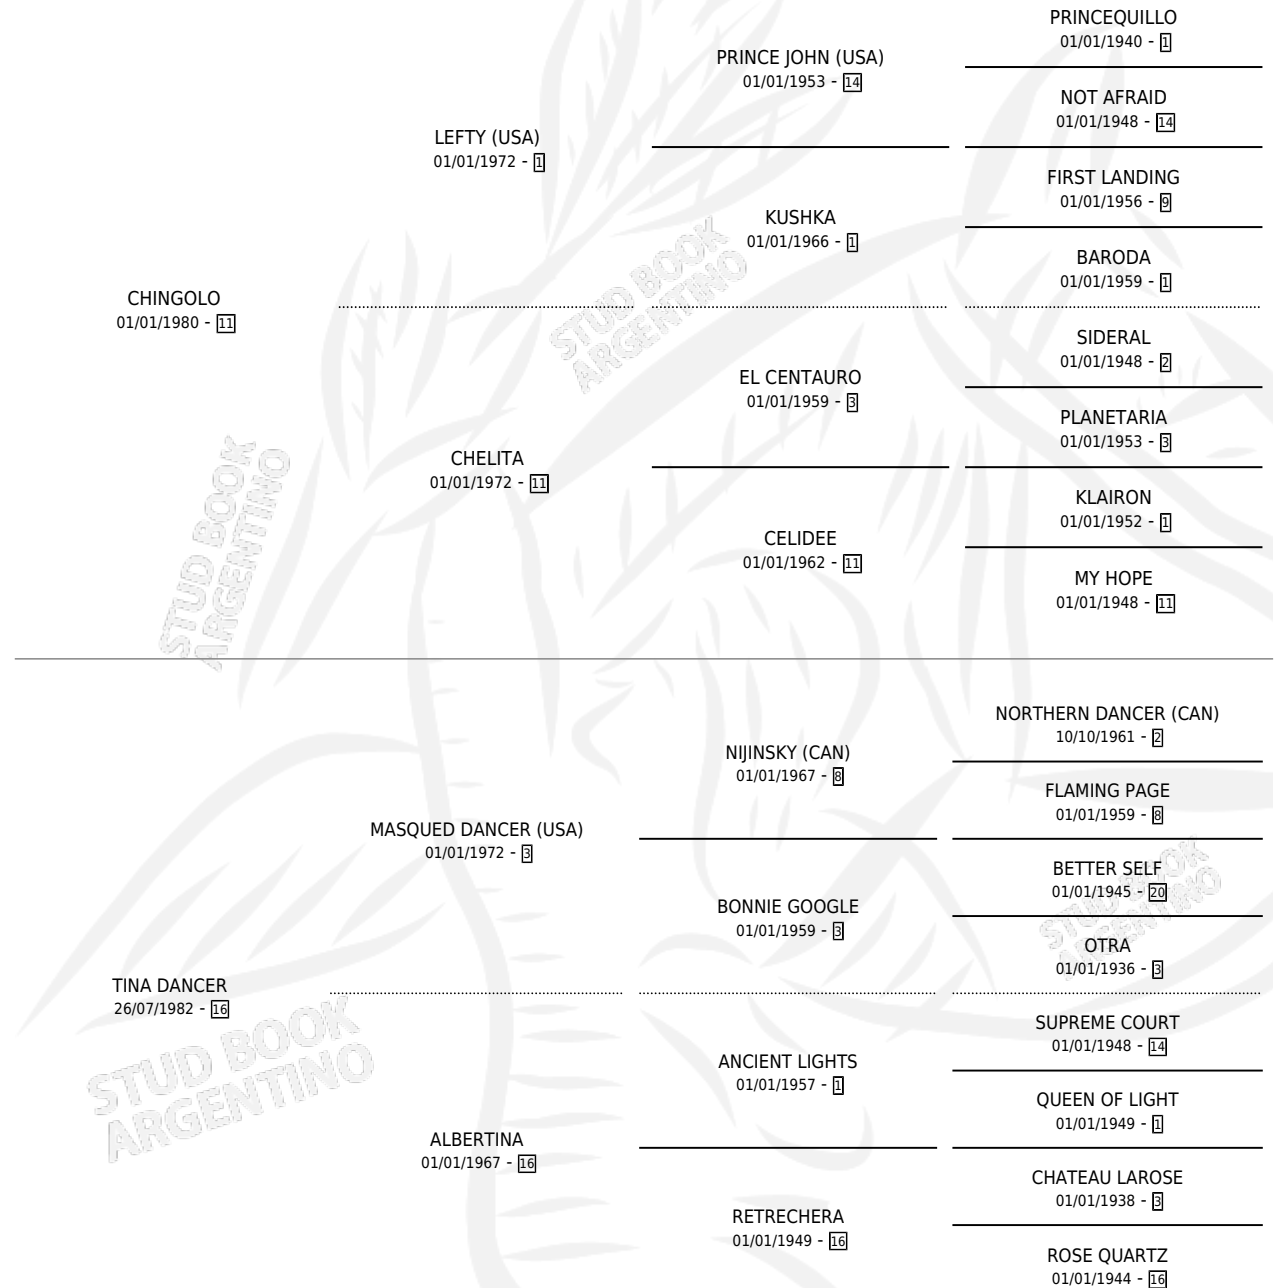 PRINCEQUILLO
01/01/1940 - 1
PRINCE JOHN (USA)
01/01/1953 - 14
NOT AFRAID
01/01/1948 - 14
LEFTY (USA)
01/01/1972 - 1
FIRST LANDING
01/01/1956 - 9
KUSHKA
01/01/1966 - 1
BARODA
01/01/1959 - 1
CHINGOLO
01/01/1980 - 11
STUD BOOK
ARGENTINO
SIDERAL
01/01/1948 - 2
EL CENTAURO
01/01/1959 - 3
PLANETARIA
01/01/1953 - 3
CHELITA
01/01/1972 - 11
KLAIRON
01/01/1952 - 1
CELIDEE
01/01/1962 - 11
MY HOPE
01/01/1948 - 11
STUD BOOK
ARGENTINO
NORTHERN DANCER (CAN)
10/10/1961 - 2
NIJINSKY (CAN)
01/01/1967 - 8
FLAMING PAGE
01/01/1959 - 8
MASQUED DANCER (USA)
01/01/1972 - 3
BETTER SELF
01/01/1945 - 20
BONNIE GOOGLE
01/01/1959 - 3
STUD BOOK
ARGENTINO
OTRA
01/01/1936 - 3
TINA DANCER
26/07/1982 - 16
STUD BOOK
ARGENTINO
SUPREME COURT
01/01/1948 - 14
ANCIENT LIGHTS
01/01/1957 - 1
QUEEN OF LIGHT
01/01/1949 - 1
ALBERTINA
01/01/1967 - 16
CHATEAU LAROSE
01/01/1938 - 3
RETRECHERA
01/01/1949 - 16
ROSE QUARTZ
01/01/1944 - 16